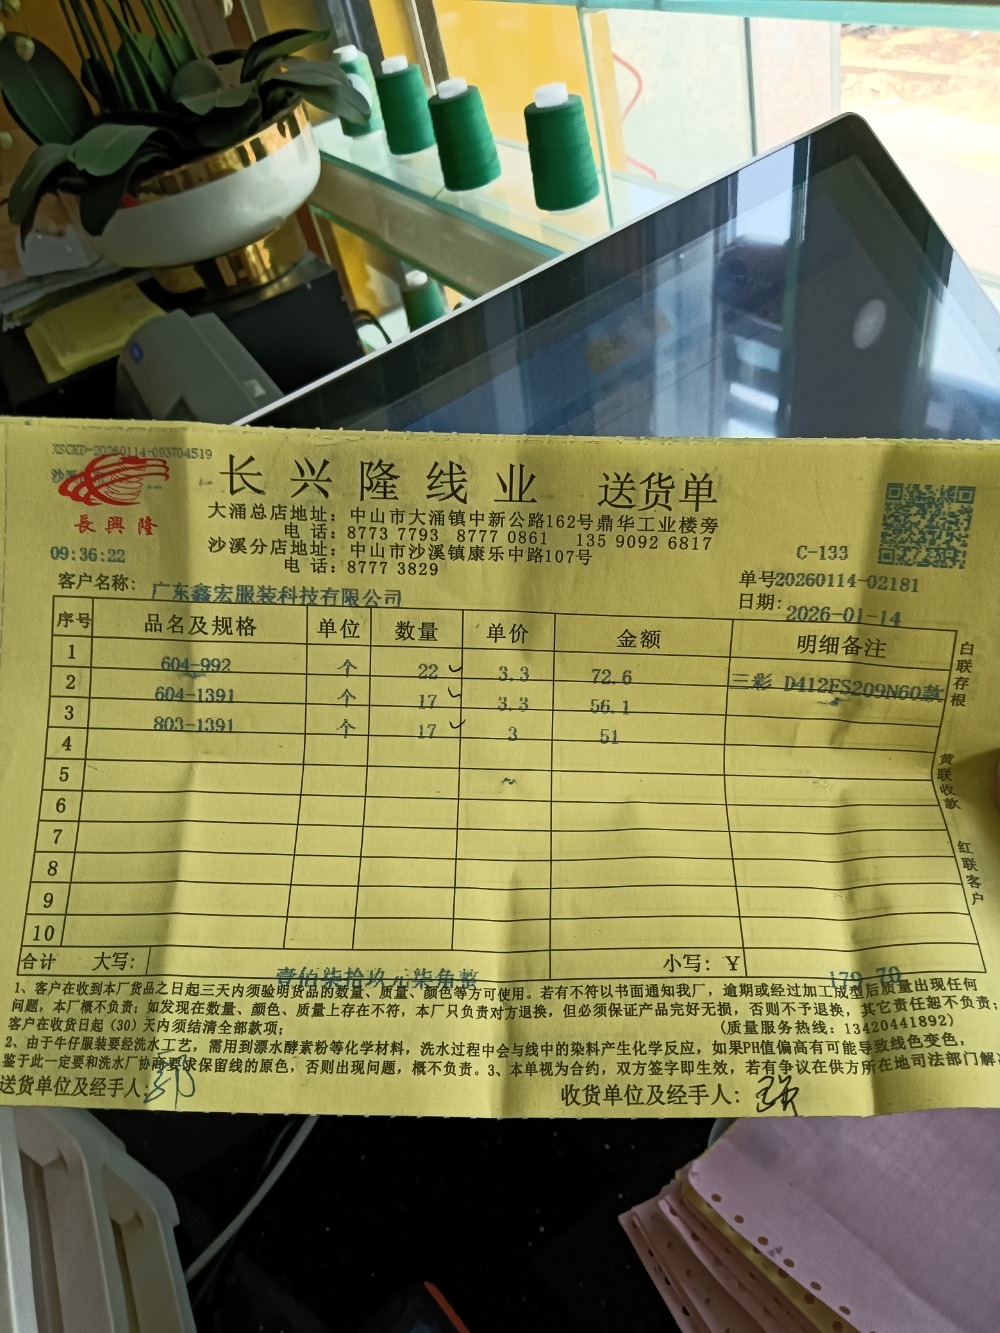 XSCKD-20260114-093704519
沙溪
長興隆
长兴隆线业 送货单
大涌总店地址：中山市大涌镇中新公路162号鼎华工业楼旁
电 话：8773 7793 8777 0861 135 9092 6817
沙溪分店地址：中山市沙溪镇康乐中路107号
电 话：8777 3829
09:36:22
C-133
客户名称：广东鑫宏服装科技有限公司
单号20260114-02181
日期：2026-01-14
序号 品名及规格 单位 数量 单价 金额 明细备注
1 604-992 个 22 3.3 72.6 三彩 D412FS209N60款
2 604-1391 个 17 3.3 56.1
3 803-1391 个 17 3 51
4
5
6
7
8
9
10
合计 大写：壹佰柒拾玖元柒角整 小写：¥ 179.70
白联存根
黄联收款
红联客户
1、客户在收到本厂货品之日起三天内须验明货品的数量、质量、颜色等方可使用。若有不符以书面通知我厂，逾期或经过加工成型后质量出现任何
问题，本厂概不负责；如发现在数量、颜色、质量上存在不符，本厂只负责对方退换，但必须保证产品完好无损，否则不予退换，其它责任恕不负责；
客户在收货日起（30）天内须结清全部款项；
（质量服务热线：13420441892）
2、由于牛仔服装要经洗水工艺，需用到漂水酵素粉等化学材料，洗水过程中会与线中的染料产生化学反应，如果PH值偏高有可能导致线色变色，
鉴于此一定要和洗水厂协商要求保留线的原色，否则出现问题，概不负责。3、本单视为合约，双方签字即生效，若有争议在供方所在地司法部门解
送货单位及经手人：
收货单位及经手人：